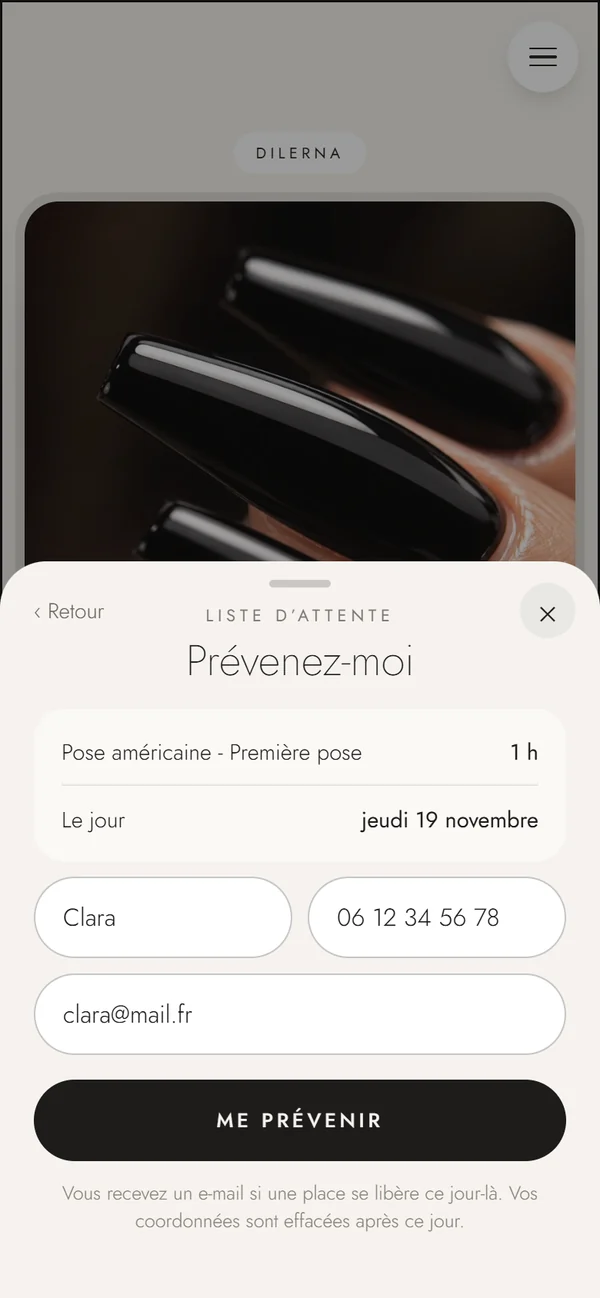 DILERNA
‹ Retour
LISTE D’ATTENTE
Prévenez-moi
Pose américaine - Première pose 1 h
Le jour jeudi 19 novembre
Clara 06 12 34 56 78
clara@mail.fr
ME PRÉVENIR
Vous recevez un e-mail si une place se libère ce jour-là. Vos
coordonnées sont effacées après ce jour.